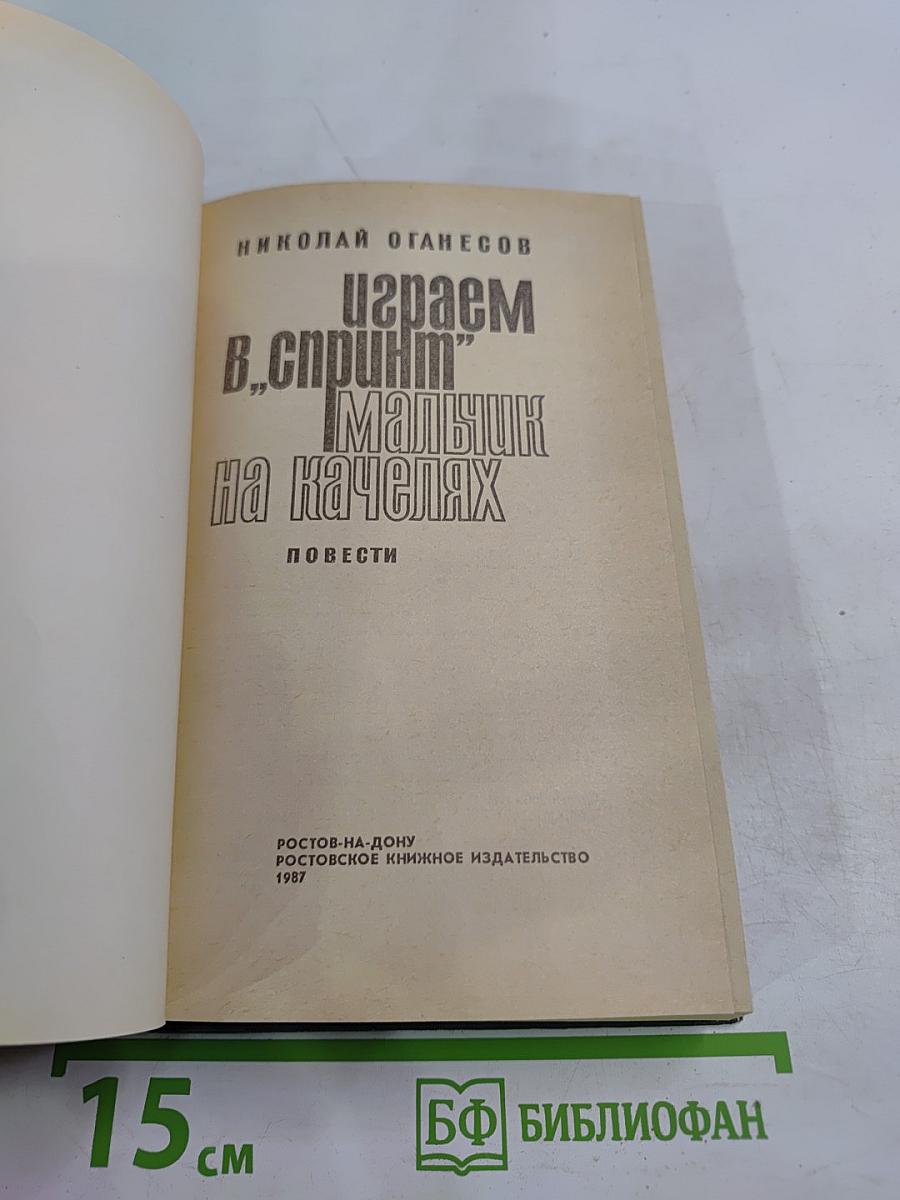 НИКОЛАЙ ОГАНЕСОВ
играем
в „спринт”
мальчик
на качелях
ПОВЕСТИ
РОСТОВ-НА-ДОНУ
РОСТОВСКОЕ КНИЖНОЕ ИЗДАТЕЛЬСТВО
1987
15 см
БФ БИБЛИОФАН